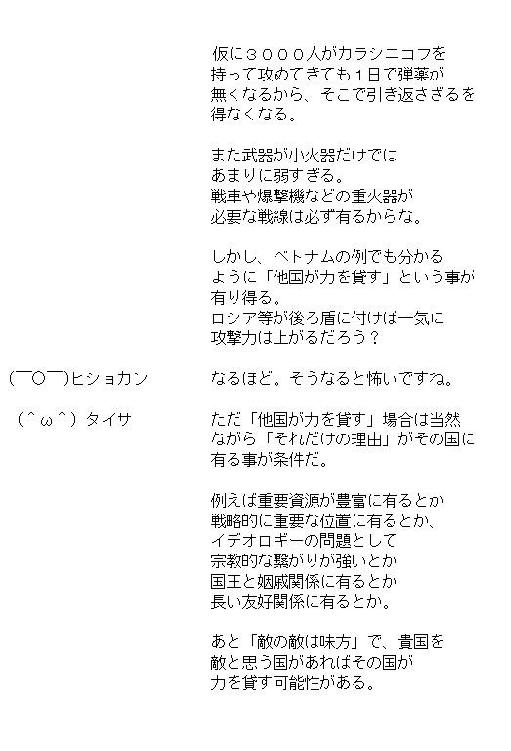 仮に３０００人がカラシニコフを
持って攻めてきても１日で弾薬が
無くなるから、そこで引き返さざるを
得なくなる。
また武器が小火器だけでは
あまりに弱すぎる。
戦車や爆撃機などの重火器が
必要な戦線は必ず有るからな。
しかし、ベトナムの例でも分かる
ように「他国が力を貸す」という事が
有り得る。
ロシア等が後ろ盾に付けば一気に
攻撃力は上がるだろう？
(￣○￣)ヒショカン　なるほど。そうなると怖いですね。
（＾ω＾）タイサ　ただ「他国が力を貸す」場合は当然
ながら「それだけの理由」がその国に
有る事が条件だ。
例えば重要資源が豊富に有るとか
戦略的に重要な位置に有るとか、
イデオロギーの問題として
宗教的な繋がりが強いとか
国王と姻戚関係に有るとか
長い友好関係に有るとか。
あと「敵の敵は味方」で、貴国を
敵と思う国があればその国が
力を貸す可能性がある。